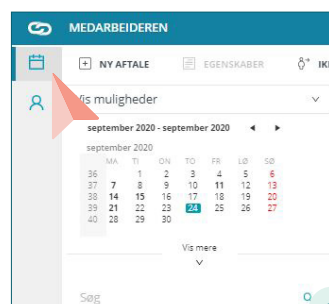 MEDARBEIDEREN
NY AFTALE EGENSKABER IK
Vis muligheder
september 2020 - september 2020
september 2020
MA TI ON TO FR LØ SØ
36 1 2 3 4 5 6
37 7 8 9 10 11 12 13
38 14 15 16 17 18 19 20
39 21 22 23 24 25 26 27
40 28 29 30
Vis mere
Søg